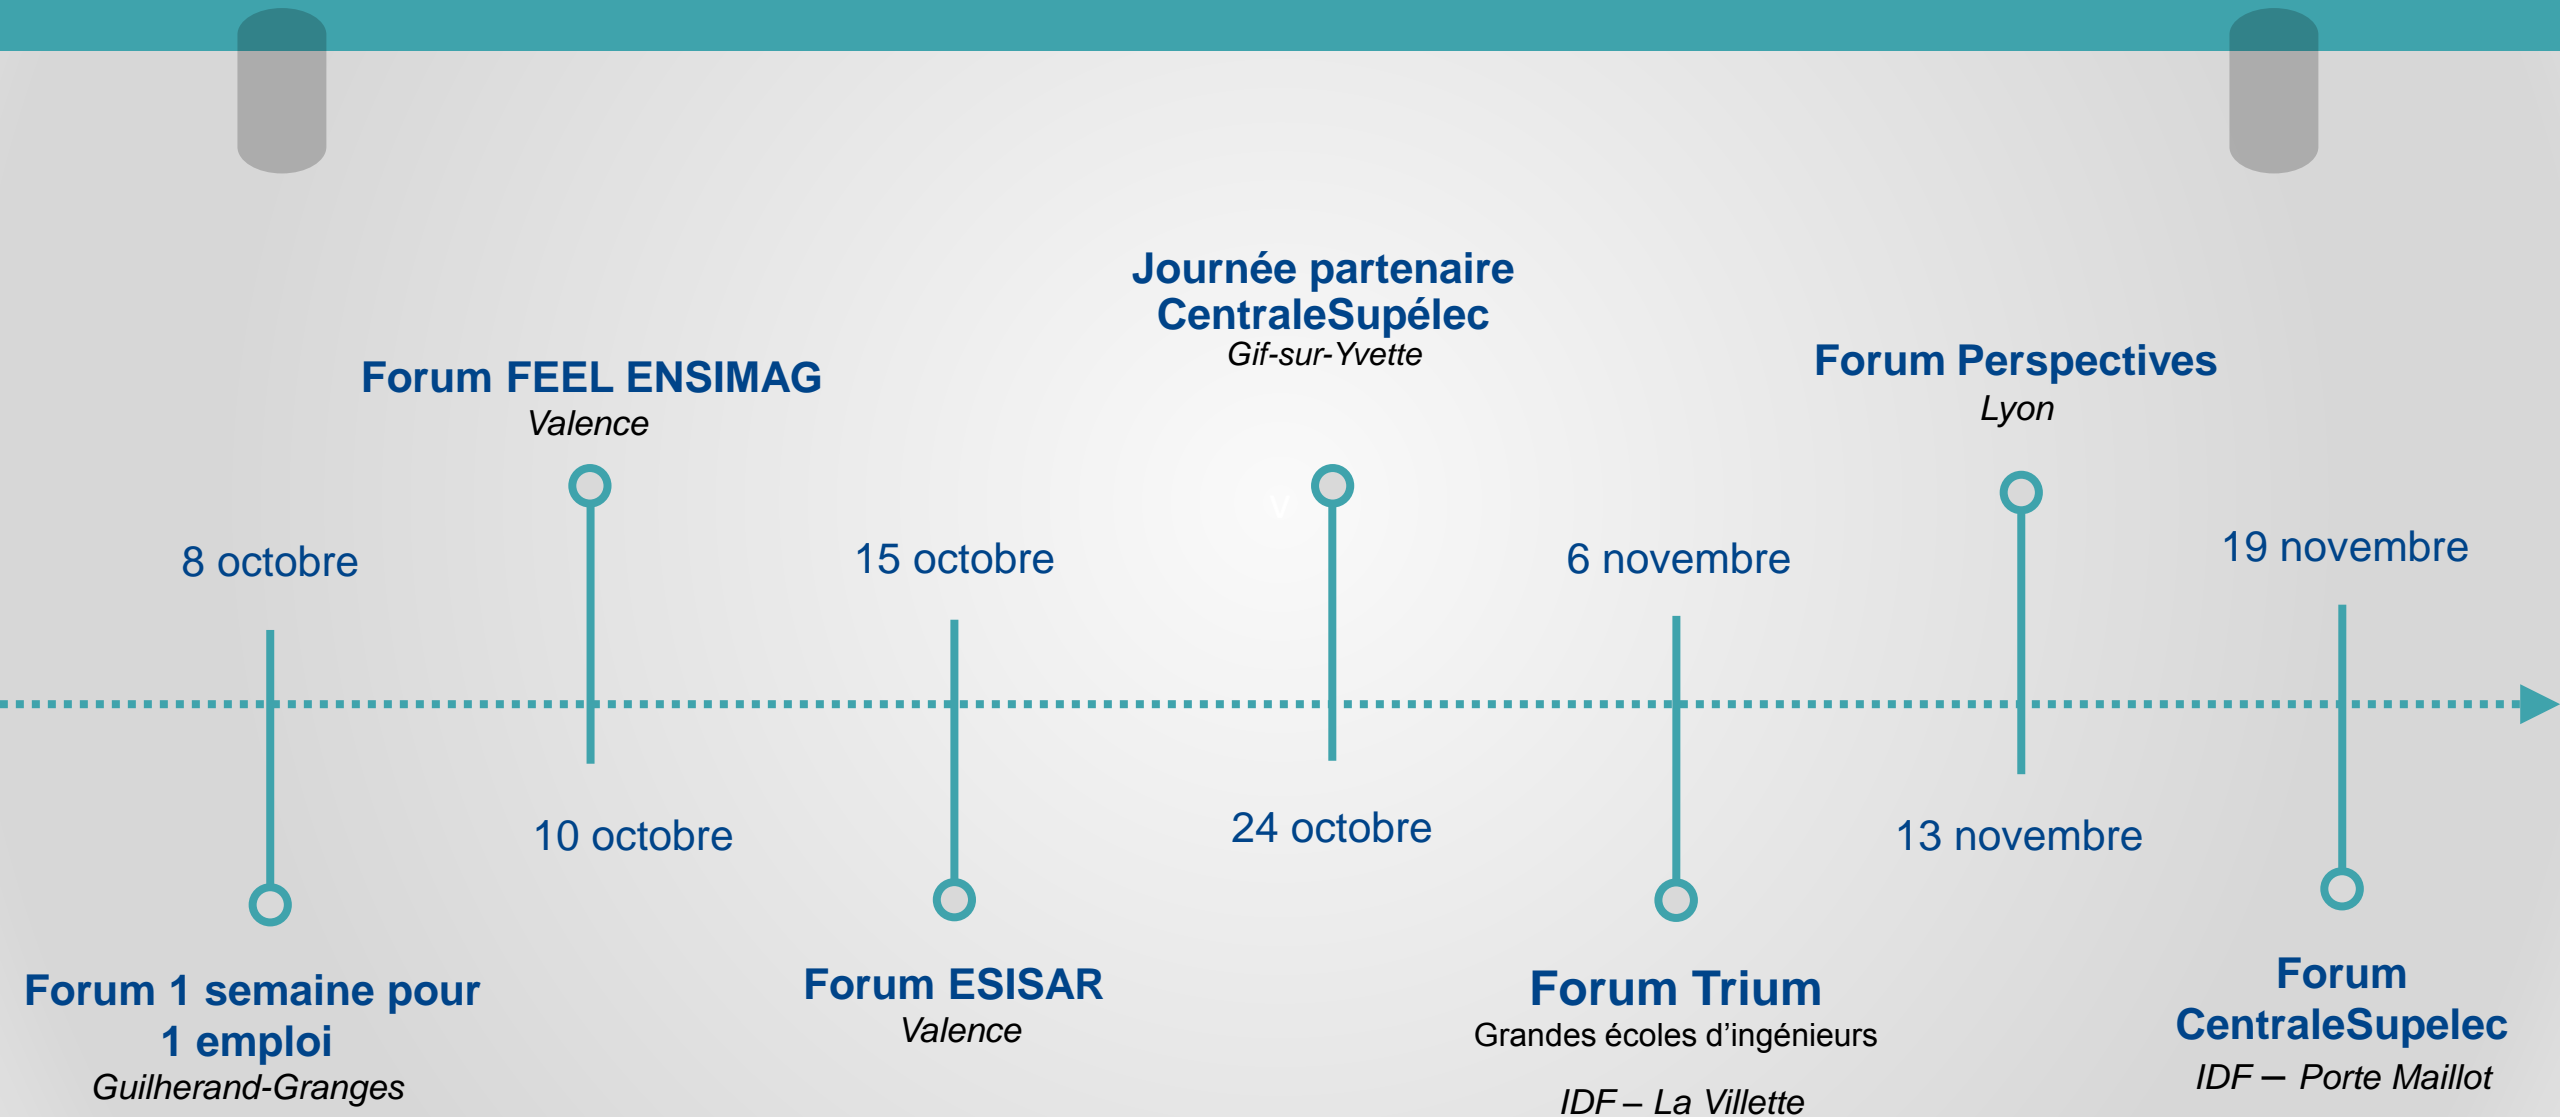 Journée partenaire
CentraleSupélec
Gif-sur-Yvette
Forum FEEL ENSIMAG
Valence
Forum Perspectives
Lyon
v
8 octobre
15 octobre
6 novembre
19 novembre
10 octobre
24 octobre
13 novembre
Forum 1 semaine pour
1 emploi
Guilherand-Granges
Forum ESISAR
Valence
Forum Trium
Grandes écoles d’ingénieurs
IDF – La Villette
Forum
CentraleSupelec
IDF – Porte Maillot